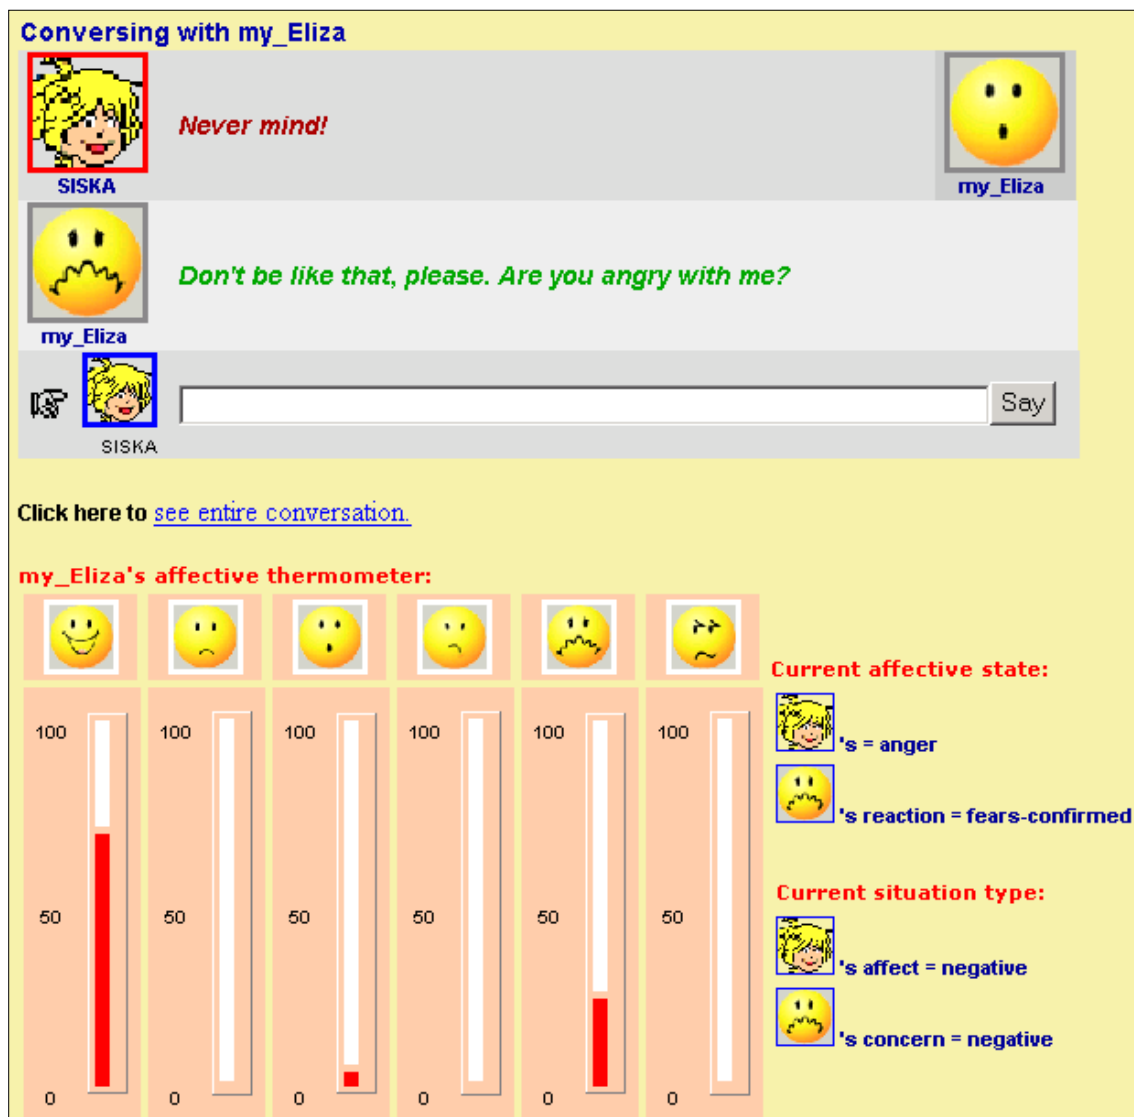 Conversing with my_Eliza
Never mind!
SISKA
my_Eliza
Don't be like that, please. Are you angry with me?
my_Eliza
Say
SISKA
Click here to see entire conversation.
my_Eliza's affective thermometer:
Current affective state:
100 100 100 100 100 100
's = anger
's reaction = fears-confirmed
Current situation type:
50 50 50 50 50 50
's affect = negative
's concern = negative
0 0 0 0 0 0